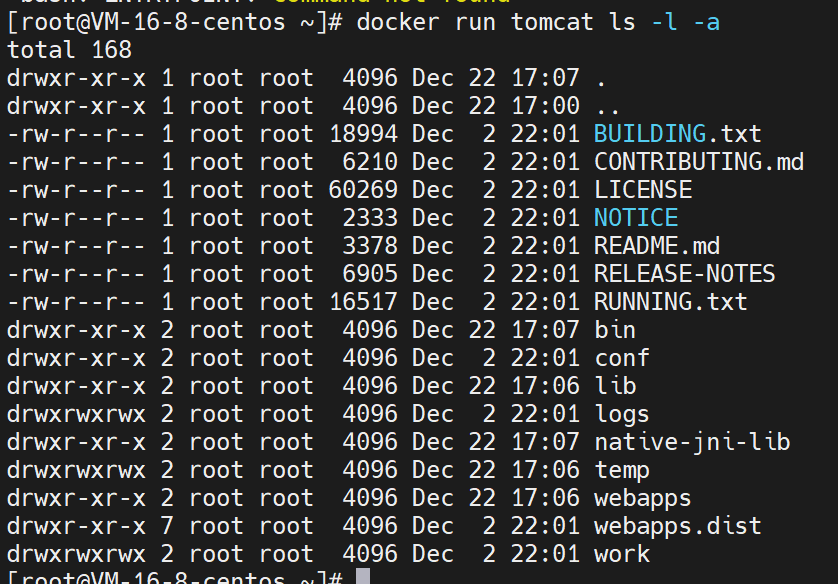 bash: ENTRYPOINT: command not found
[root@VM-16-8-centos ~]# docker run tomcat ls -l -a
total 168
drwxr-xr-x 1 root root  4096 Dec 22 17:07 .
drwxr-xr-x 1 root root  4096 Dec 22 17:00 ..
-rw-r--r-- 1 root root 18994 Dec  2 22:01 BUILDING.txt
-rw-r--r-- 1 root root  6210 Dec  2 22:01 CONTRIBUTING.md
-rw-r--r-- 1 root root 60269 Dec  2 22:01 LICENSE
-rw-r--r-- 1 root root  2333 Dec  2 22:01 NOTICE
-rw-r--r-- 1 root root  3378 Dec  2 22:01 README.md
-rw-r--r-- 1 root root  6905 Dec  2 22:01 RELEASE-NOTES
-rw-r--r-- 1 root root 16517 Dec  2 22:01 RUNNING.txt
drwxr-xr-x 2 root root  4096 Dec 22 17:07 bin
drwxr-xr-x 2 root root  4096 Dec  2 22:01 conf
drwxr-xr-x 2 root root  4096 Dec 22 17:06 lib
drwxrwxrwx 2 root root  4096 Dec  2 22:01 logs
drwxr-xr-x 2 root root  4096 Dec 22 17:07 native-jni-lib
drwxrwxrwx 2 root root  4096 Dec 22 17:06 temp
drwxr-xr-x 2 root root  4096 Dec 22 17:06 webapps
drwxr-xr-x 7 root root  4096 Dec  2 22:01 webapps.dist
drwxrwxrwx 2 root root  4096 Dec  2 22:01 work
[root@VM-16-8-centos ~]#